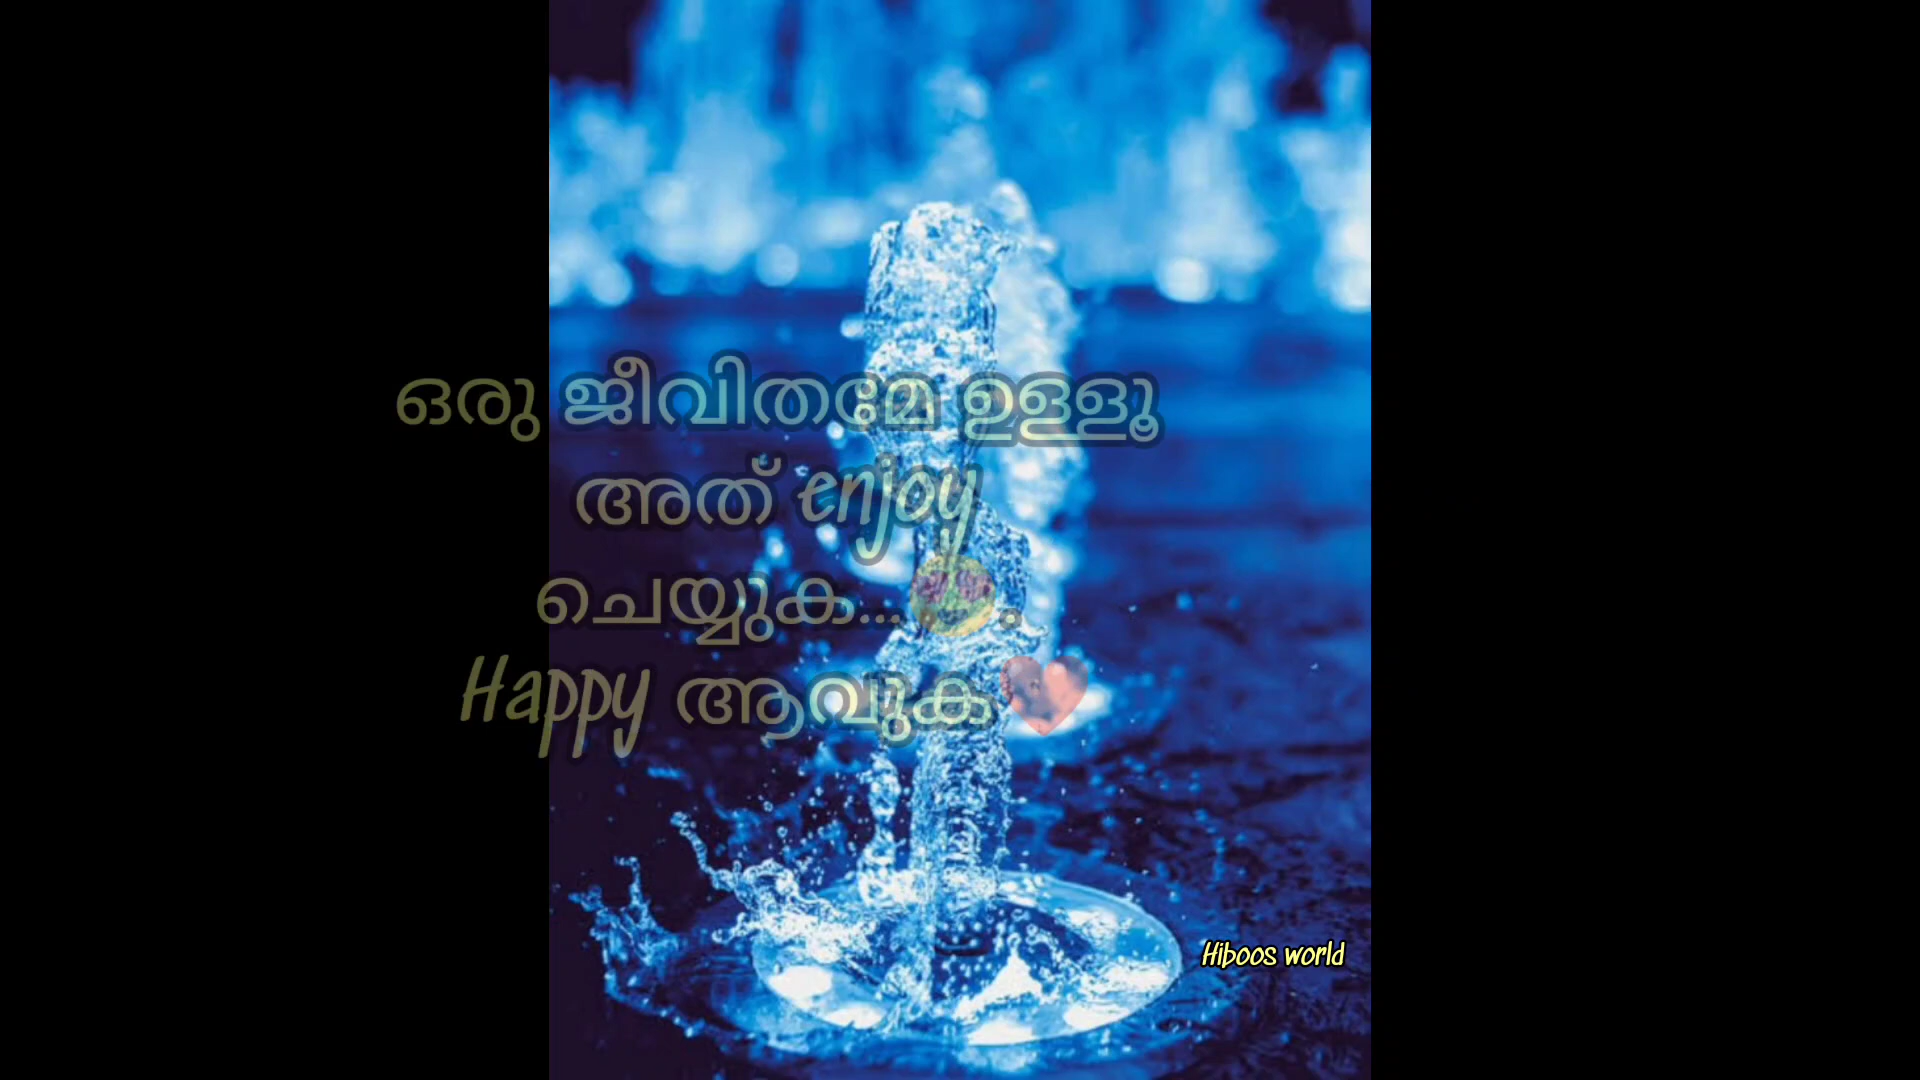 ഒരു ജീവിതമേ ഉള്ളൂ
അത് enjoy
ചെയ്യുക...😍.
Happy ആവുക❤️
Hiboos world